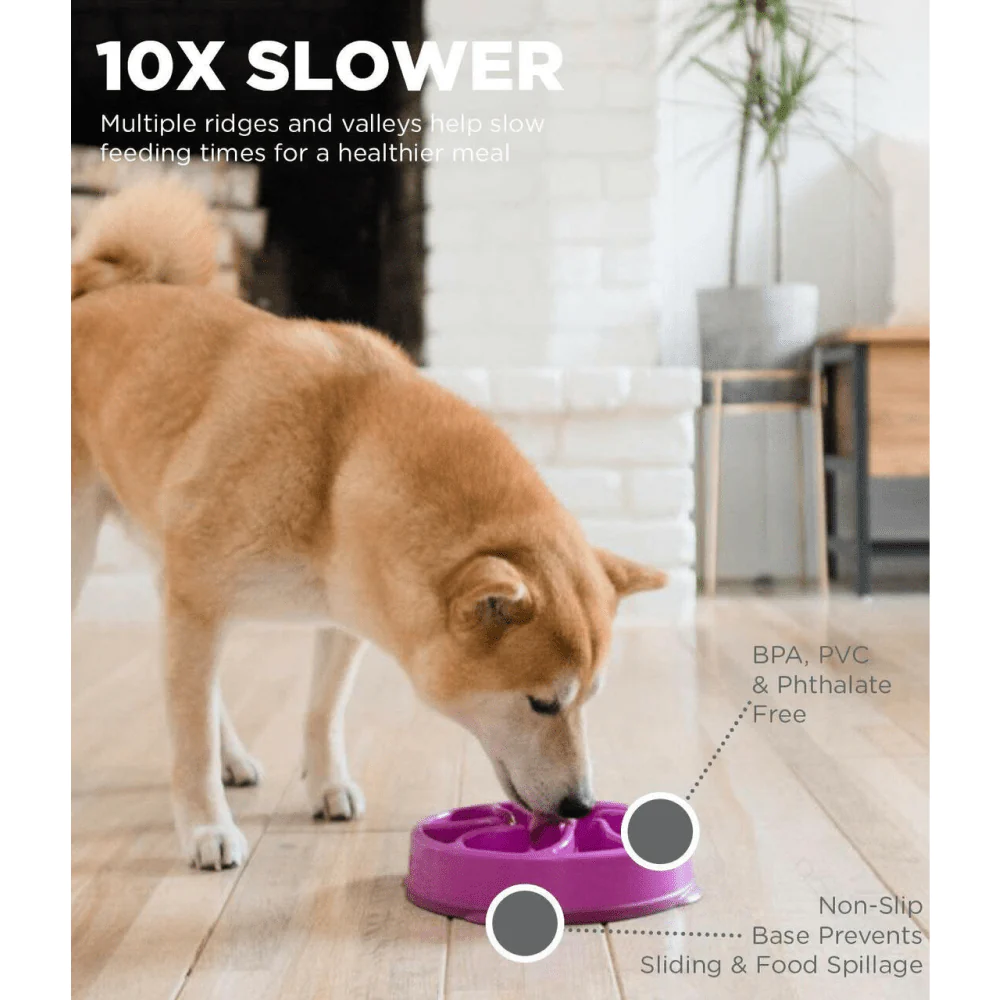 10X SLOWER
Multiple ridges and valleys help slow
feeding times for a healthier meal
BPA, PVC
& Phthalate
Free
Non-Slip
Base Prevents
Sliding & Food Spillage